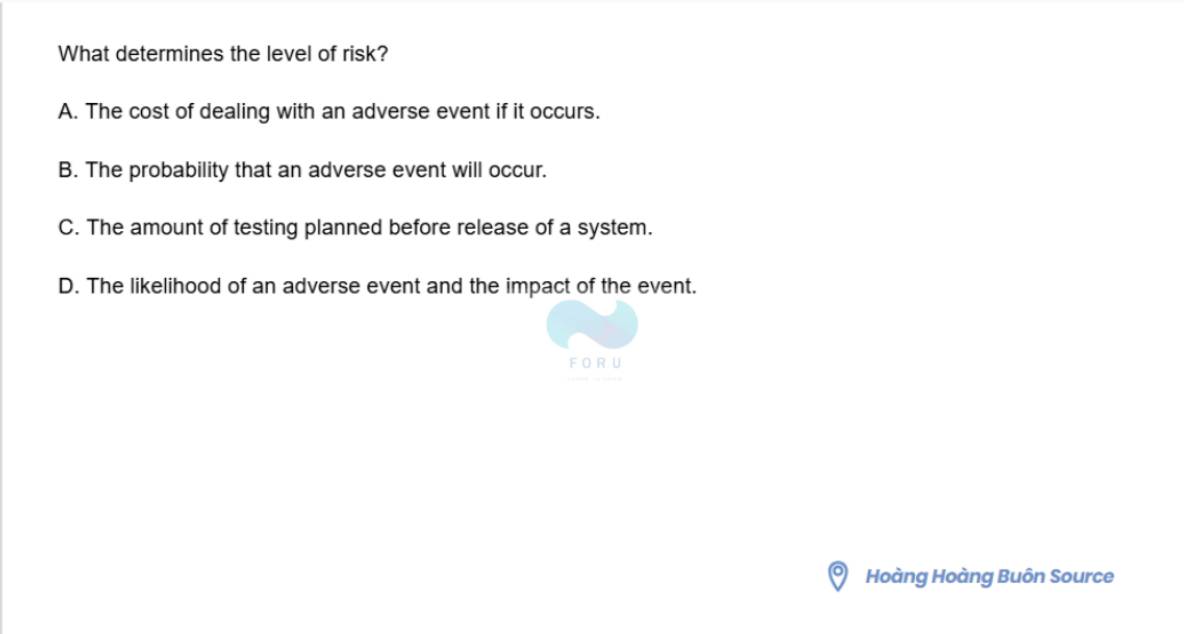 What determines the level of risk?
A. The cost of dealing with an adverse event if it occurs.
B. The probability that an adverse event will occur.
C. The amount of testing planned before release of a system.
D. The likelihood of an adverse event and the impact of the event.
FORU
Hoàng Hoàng Buôn Source